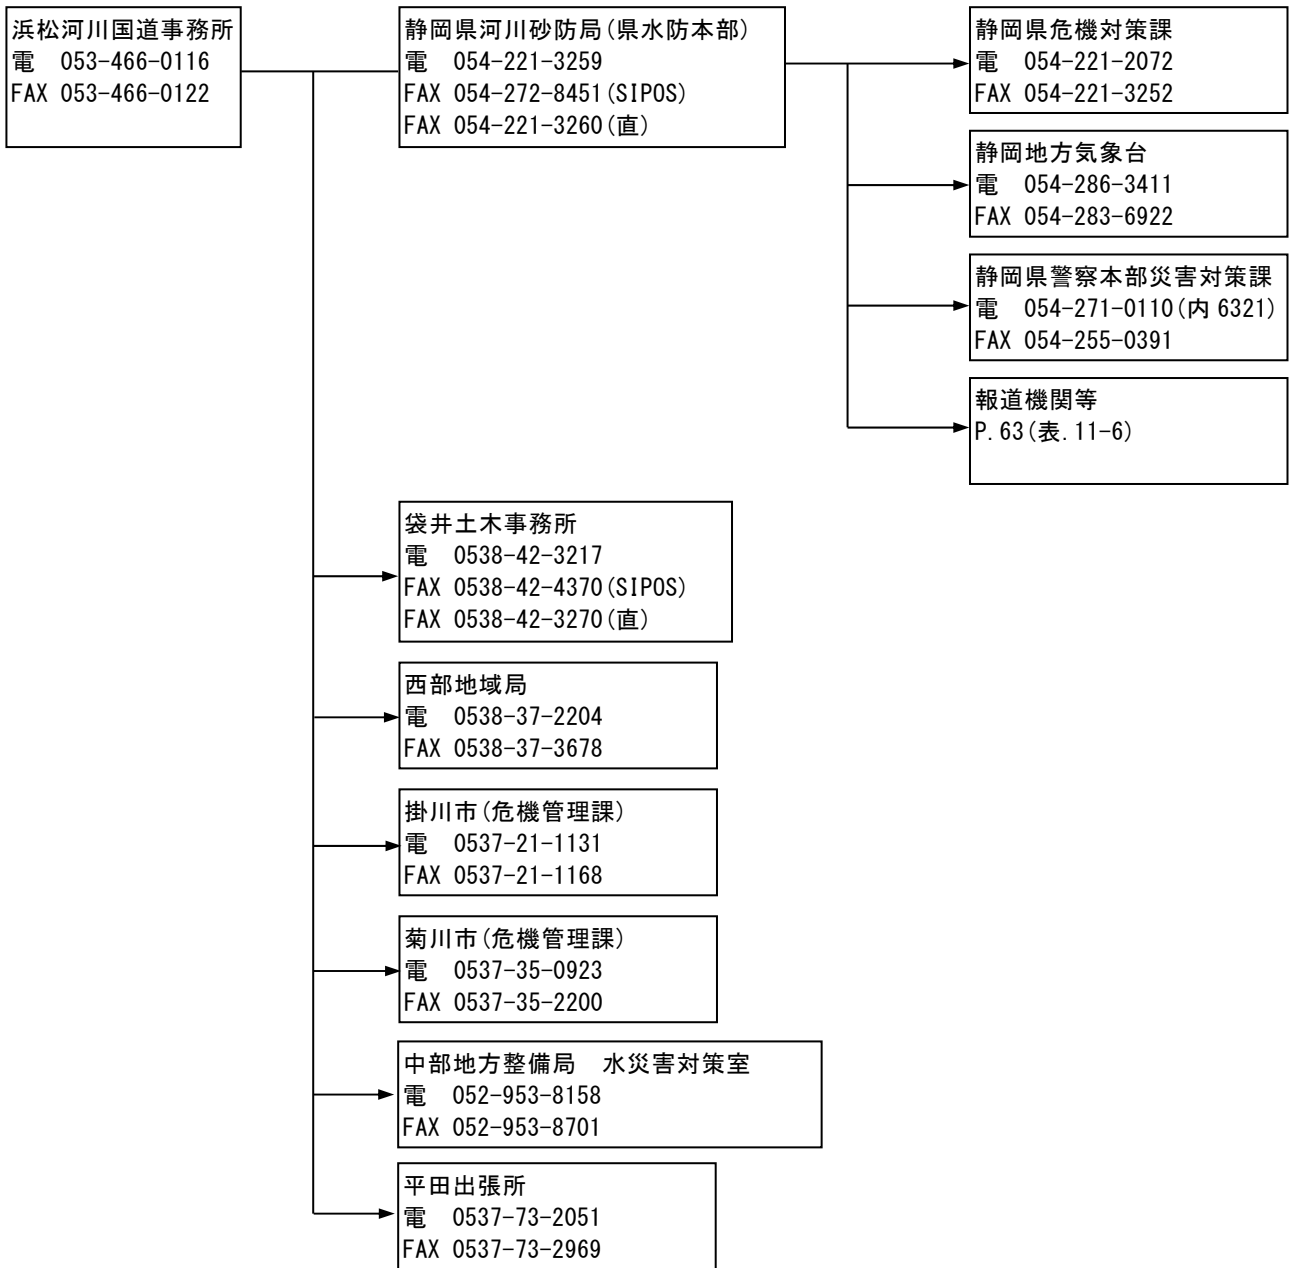 浜松河川国道事務所
電　053-466-0116
FAX 053-466-0122
静岡県河川砂防局(県水防本部)
電　054-221-3259
FAX 054-272-8451(SIPOS)
FAX 054-221-3260(直)
静岡県危機対策課
電　054-221-2072
FAX 054-221-3252
静岡地方気象台
電　054-286-3411
FAX 054-283-6922
静岡県警察本部災害対策課
電　054-271-0110(内 6321)
FAX 054-255-0391
報道機関等
P.63(表.11-6)
袋井土木事務所
電　0538-42-3217
FAX 0538-42-4370(SIPOS)
FAX 0538-42-3270(直)
西部地域局
電　0538-37-2204
FAX 0538-37-3678
掛川市(危機管理課)
電　0537-21-1131
FAX 0537-21-1168
菊川市(危機管理課)
電　0537-35-0923
FAX 0537-35-2200
中部地方整備局　水災害対策室
電　052-953-8158
FAX 052-953-8701
平田出張所
電　0537-73-2051
FAX 0537-73-2969